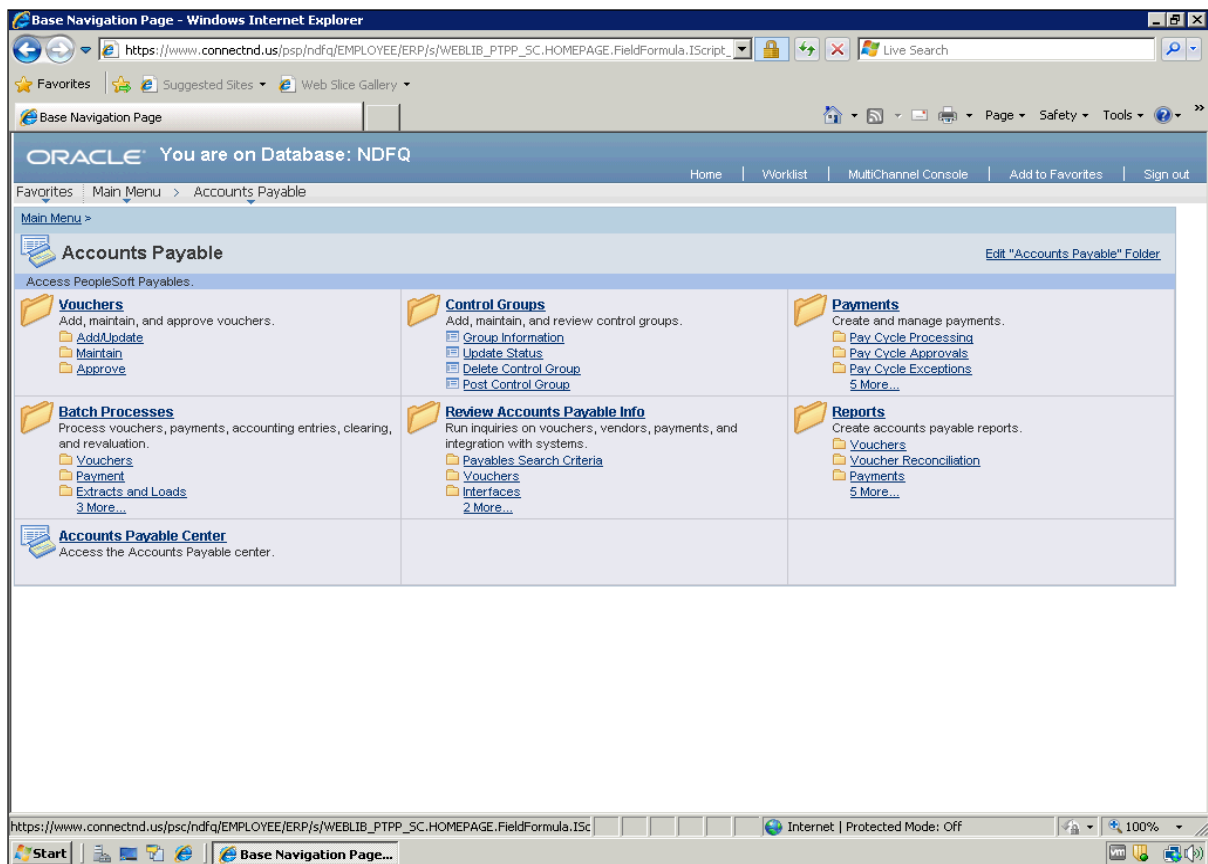 Base Navigation Page - Windows Internet Explorer
https://www.connectnd.us/psp/ndfq/EMPLOYEE/ERP/s/WEBLIB_PTPP_SC.HOMEPAGE.FieldFormula.IScript_
Live Search
Favorites
Suggested Sites
Web Slice Gallery
Base Navigation Page
Page
Safety
Tools
»
ORACLE You are on Database: NDFQ
Home | Worklist | MultiChannel Console | Add to Favorites | Sign out
Favorites Main Menu > Accounts Payable
Main Menu >
Accounts Payable
Edit "Accounts Payable" Folder
Access PeopleSoft Payables.
Vouchers
Add, maintain, and approve vouchers.
Add/Update
Maintain
Approve
Control Groups
Add, maintain, and review control groups.
Group Information
Update Status
Delete Control Group
Post Control Group
Payments
Create and manage payments.
Pay Cycle Processing
Pay Cycle Approvals
Pay Cycle Exceptions
5 More...
Batch Processes
Process vouchers, payments, accounting entries, clearing,
and revaluation.
Vouchers
Payment
Extracts and Loads
3 More...
Review Accounts Payable Info
Run inquiries on vouchers, vendors, payments, and
integration with systems.
Payables Search Criteria
Vouchers
Interfaces
2 More...
Reports
Create accounts payable reports.
Vouchers
Voucher Reconciliation
Payments
5 More...
Accounts Payable Center
Access the Accounts Payable center.
https://www.connectnd.us/psc/ndfq/EMPLOYEE/ERP/s/WEBLIB_PTPP_SC.HOMEPAGE.FieldFormula.ISc
Internet | Protected Mode: Off
100%
Start
Base Navigation Page...
vm